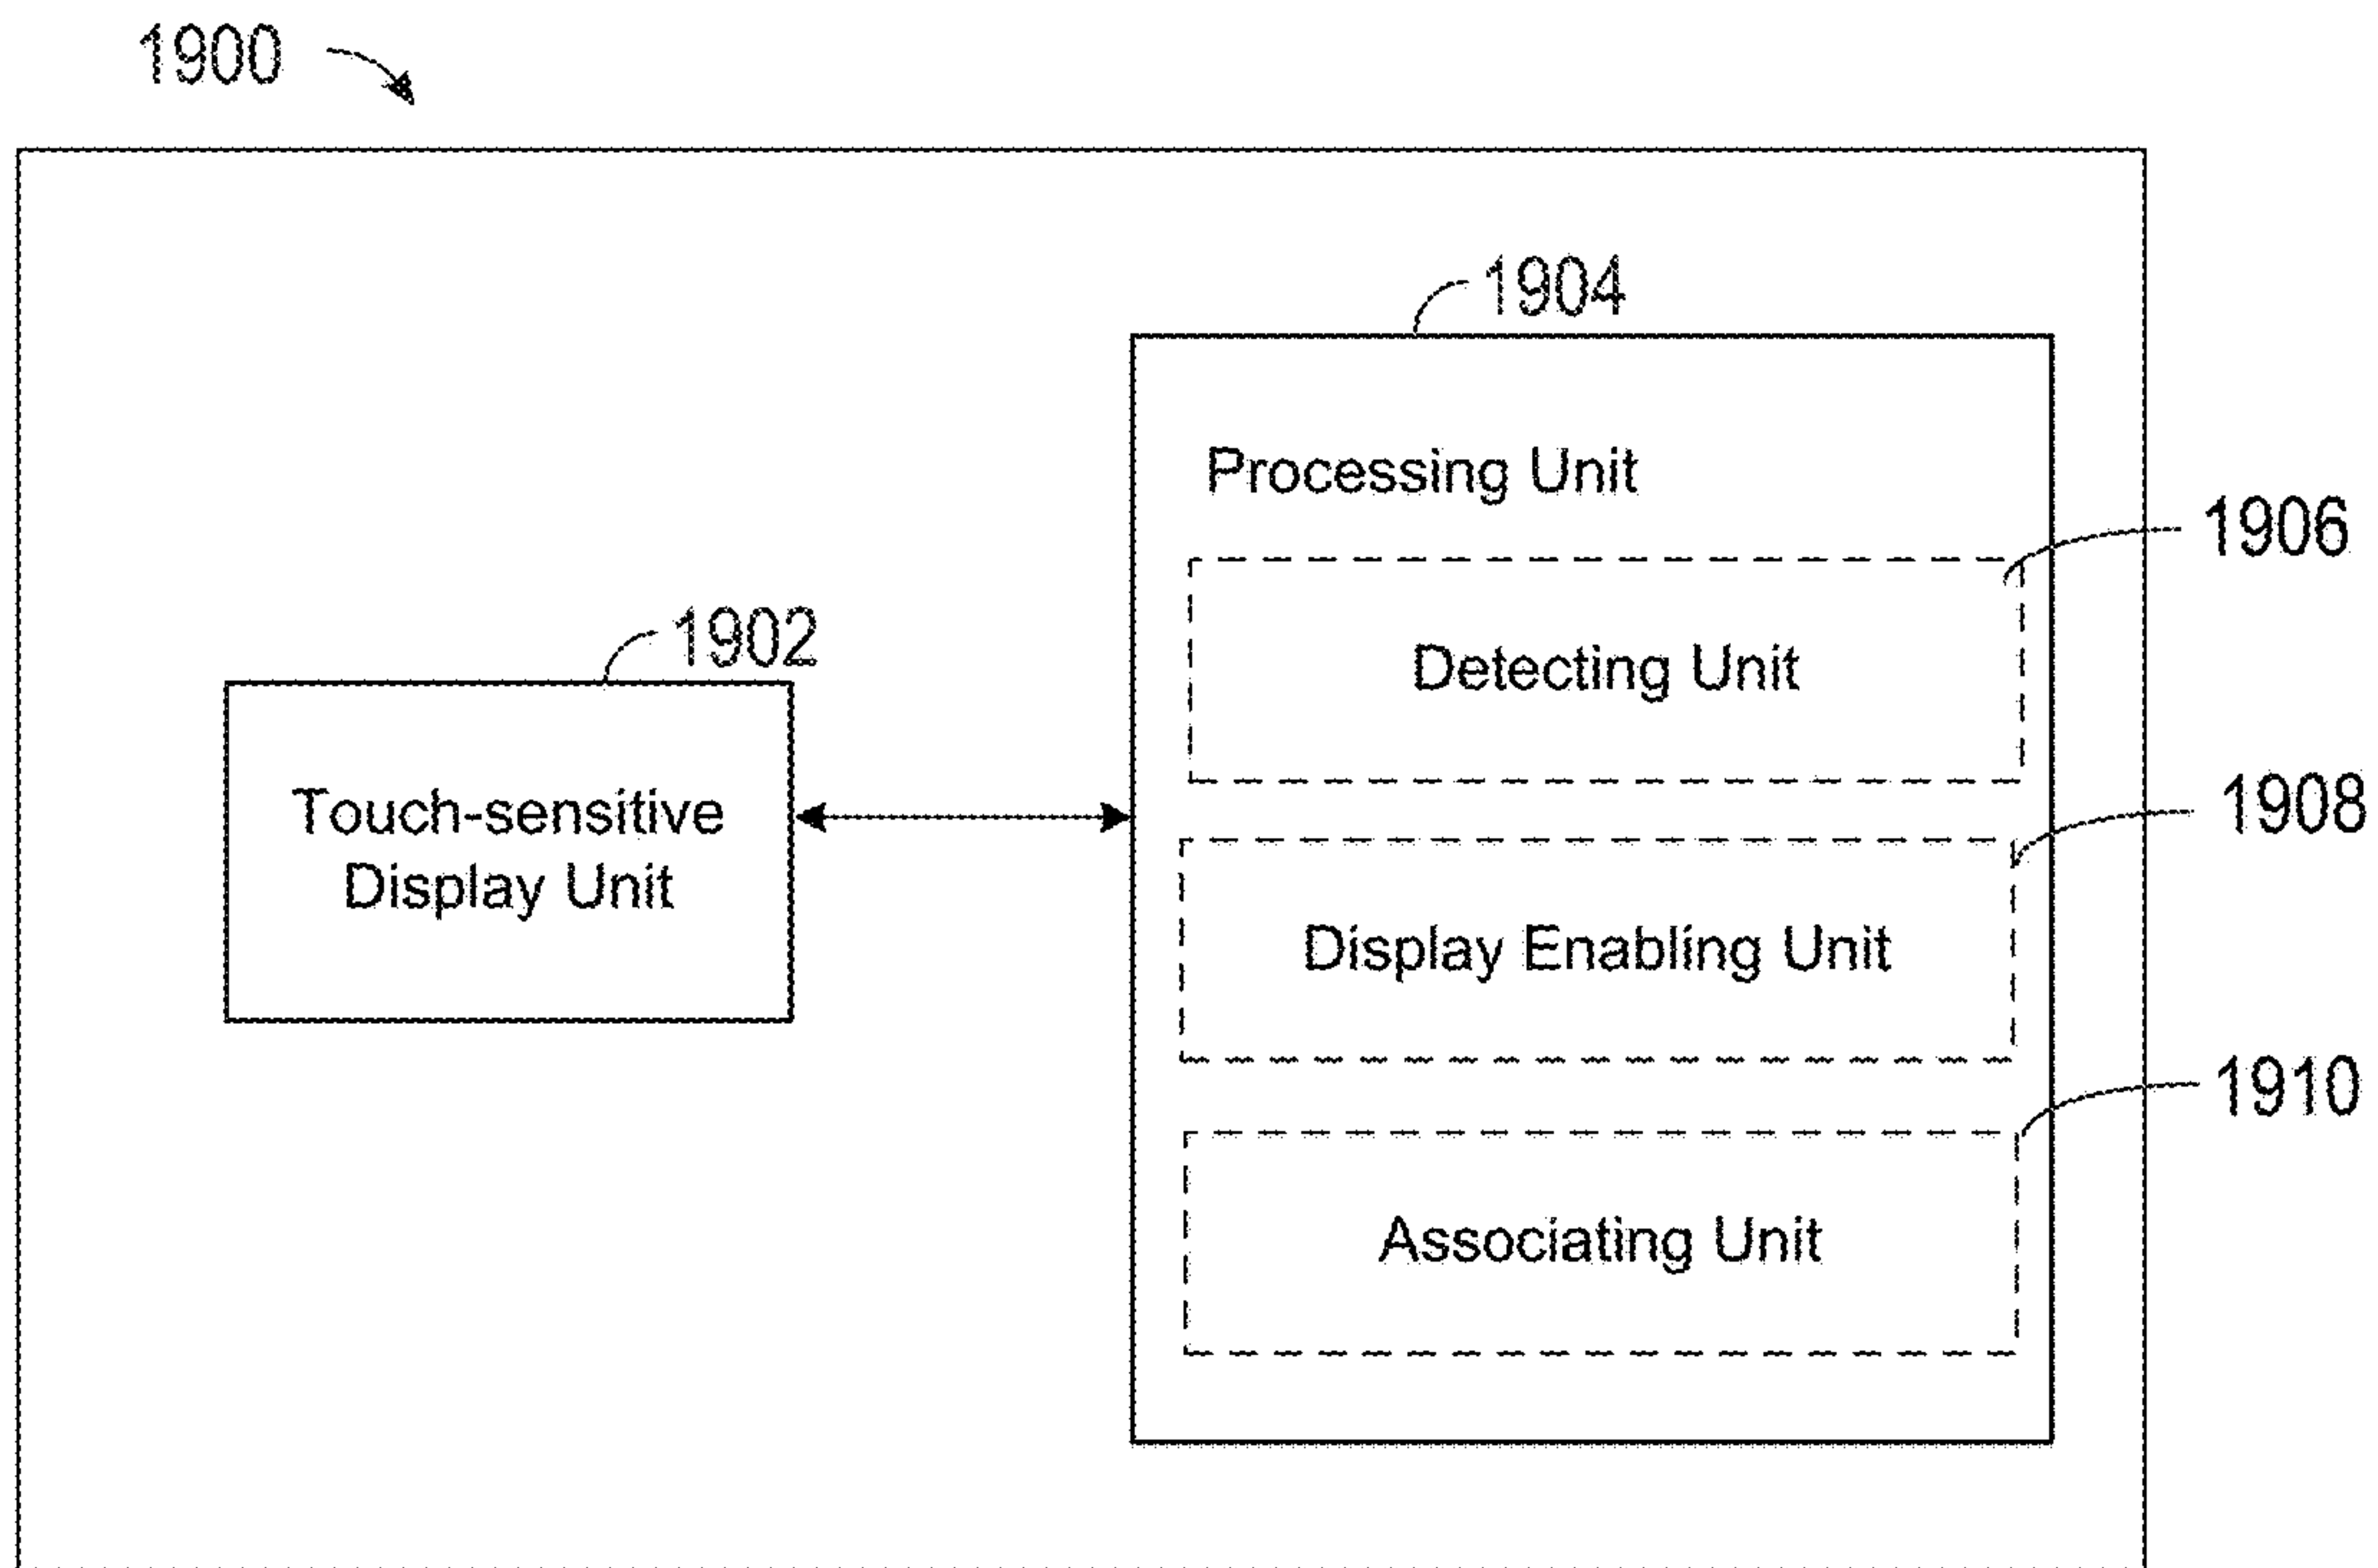 1900
1904
Processing Unit
1906
Detecting Unit
1902
Touch-sensitive
Display Unit
1908
Display Enabling Unit
1910
Associating Unit